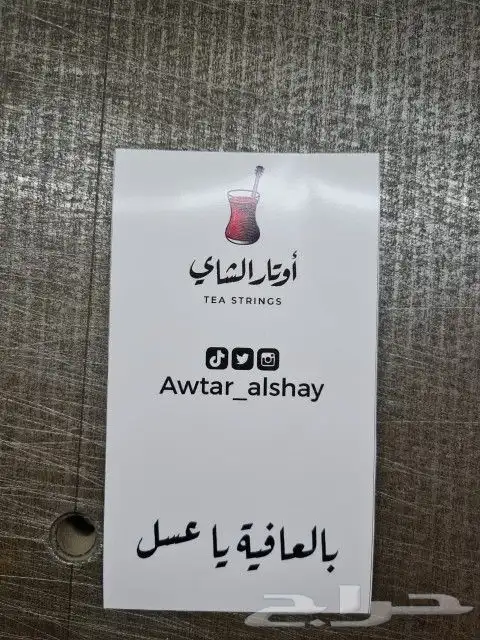 أوتار الشاي
TEA STRINGS
Awtar_alshay
بالعافية يا عسل
حراج